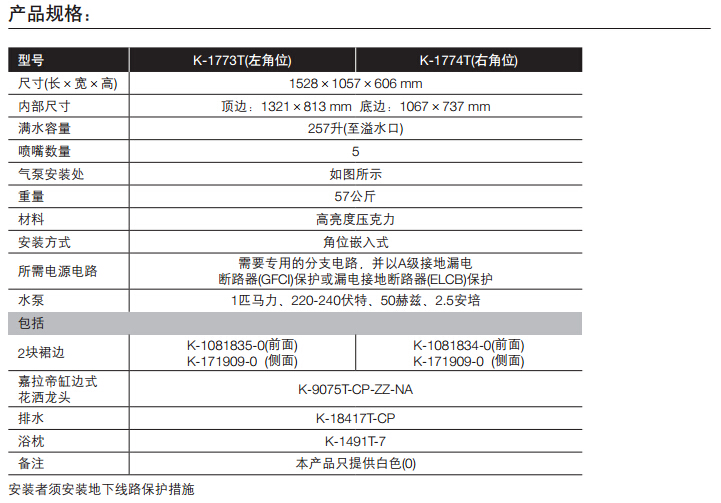 产品规格：
型号 K-1773T(左角位) K-1774T(右角位)
尺寸(长×宽×高) 1528×1057×606 mm
内部尺寸 顶边：1321×813 mm 底边：1067×737 mm
满水容量 257升(至溢水口)
喷嘴数量 5
气泵安装处 如图所示
重量 57公斤
材料 高亮度压克力
安装方式 角位嵌入式
所需电源电路 需要专用的分支电路，并以A级接地漏电
断路器(GFCI)保护或漏电接地断路器(ELCB)保护
水泵 1匹马力、220-240伏特、50赫兹、2.5安培
包括
2块裙边 K-1081835-0(前面) K-1081834-0(前面)
K-171909-0 (侧面) K-171909-0 (侧面)
嘉拉帝缸边式
花洒龙头 K-9075T-CP-ZZ-NA
排水 K-18417T-CP
浴枕 K-1491T-7
备注 本产品只提供白色(0)
安装者须安装地下线路保护措施